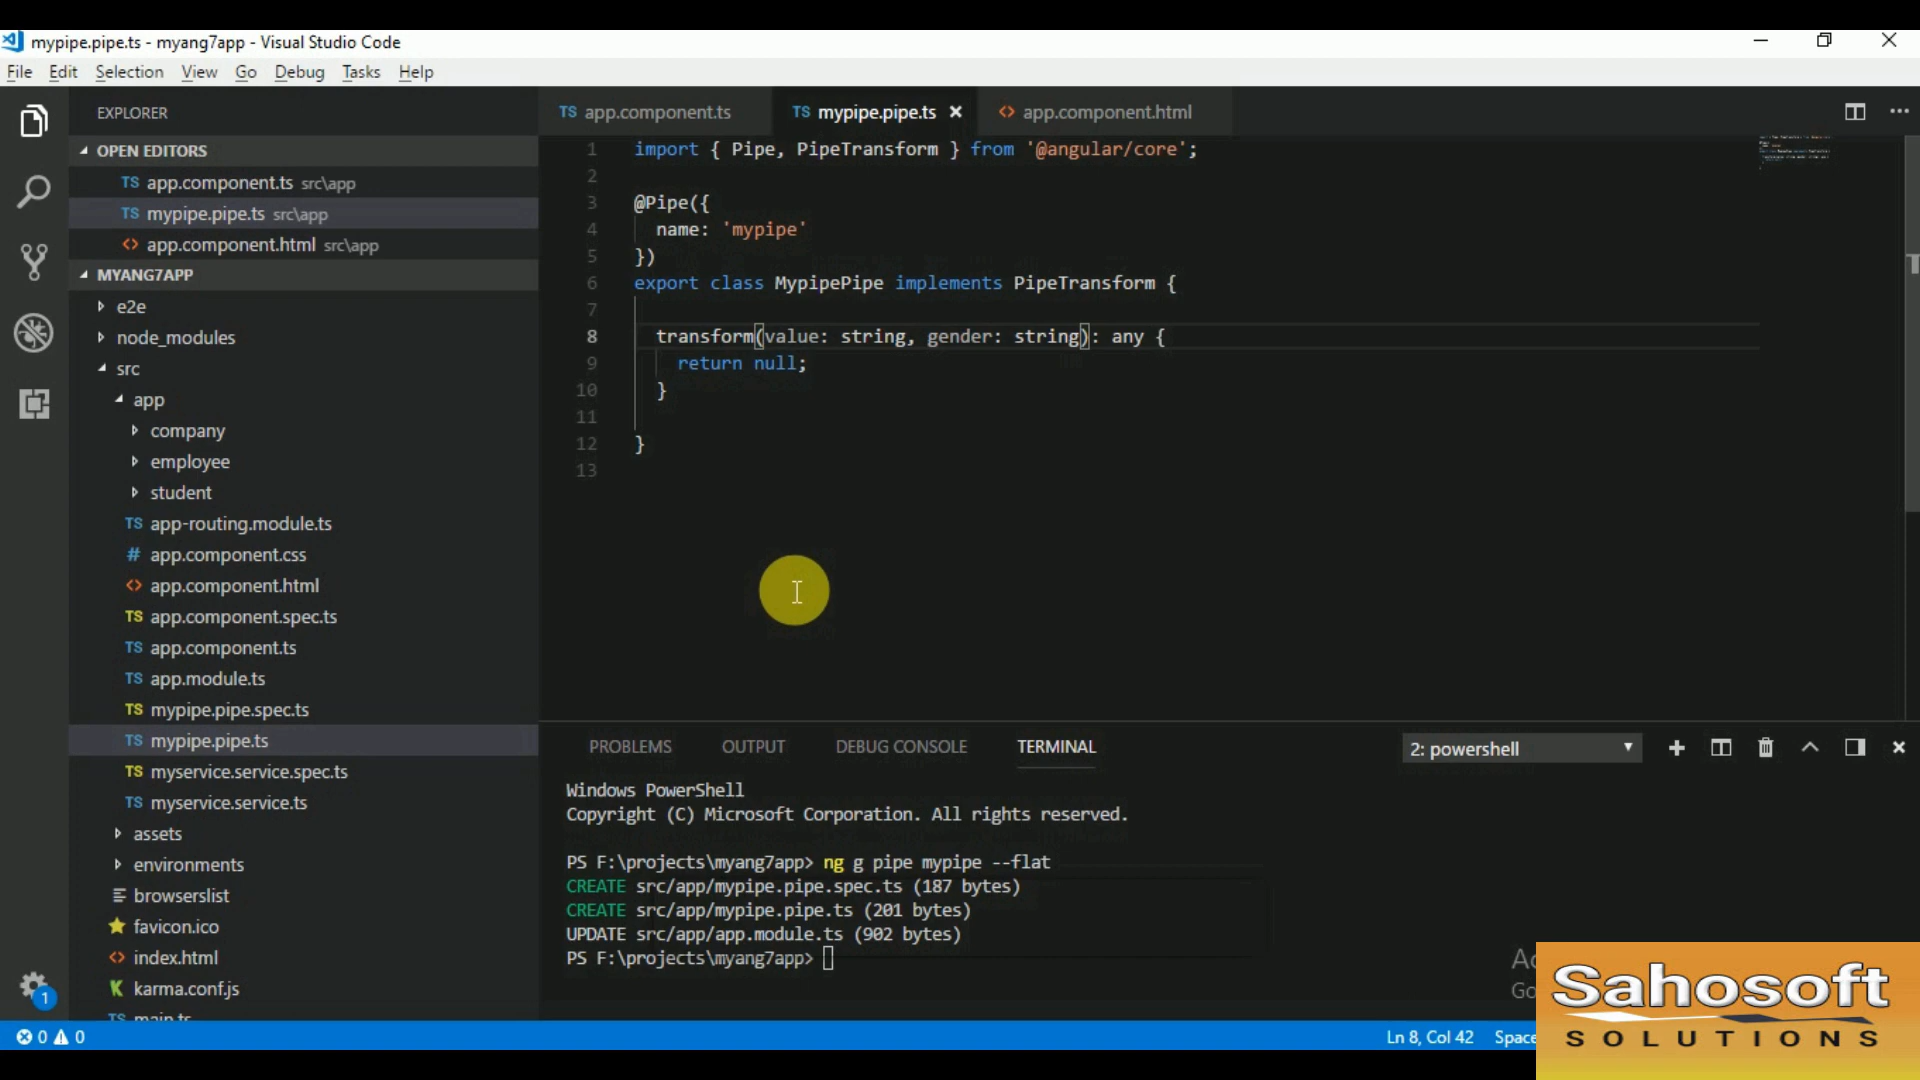 mypipe.pipe.ts - myang7app - Visual Studio Code
File Edit Selection View Go Debug Tasks Help
EXPLORER
OPEN EDITORS
TS app.component.ts src\app
TS mypipe.pipe.ts src\app
<> app.component.html src\app
MYANG7APP
e2e
node_modules
src
app
company
employee
student
TS app-routing.module.ts
# app.component.css
<> app.component.html
TS app.component.spec.ts
TS app.component.ts
TS app.module.ts
TS mypipe.pipe.spec.ts
TS mypipe.pipe.ts
TS myservice.service.spec.ts
TS myservice.service.ts
assets
environments
browserslist
favicon.ico
<> index.html
K karma.conf.js
TS main.ts
1
TS app.component.ts TS mypipe.pipe.ts <> app.component.html
1 import { Pipe, PipeTransform } from '@angular/core';
2
3 @Pipe({
4 name: 'mypipe'
5 })
6 export class MypipePipe implements PipeTransform {
7
8 transform(value: string, gender: string): any {
9 return null;
10 }
11
12 }
13
PROBLEMS OUTPUT DEBUG CONSOLE TERMINAL 2: powershell
Windows PowerShell
Copyright (C) Microsoft Corporation. All rights reserved.
PS F:\projects\myang7app> ng g pipe mypipe --flat
CREATE src/app/mypipe.pipe.spec.ts (187 bytes)
CREATE src/app/mypipe.pipe.ts (201 bytes)
UPDATE src/app/app.module.ts (902 bytes)
PS F:\projects\myang7app>
0 0
Ln 8, Col 42 Space
Sahosoft
SOLUTIONS